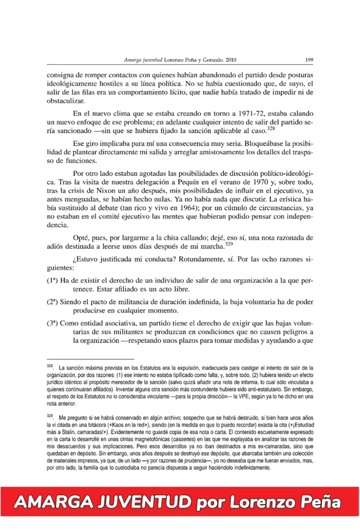 Amarga juventud Lorenzo Peña y Gonzalo. 2010 199
consigna de romper contactos con quienes habían abandonado el partido desde posturas
ideológicamente hostiles a su línea política. No se había cuestionado que, de suyo, el
salir de las filas era un comportamiento lícito, que nadie había tratado de impedir ni de
obstaculizar.
En el nuevo clima que se estaba creando en torno a 1971-72, estaba calando
un nuevo enfoque de ese problema; en adelante cualquier intento de salir del partido se-
ría sancionado —sin que se hubiera fijado la sanción aplicable al caso.328
Ese giro implicaba para mí una consecuencia muy seria. Bloqueábase la posibi-
lidad de plantear directamente mi salida y arreglar amistosamente los detalles del traspa-
so de funciones.
Por otro lado estaban agotadas las posibilidades de discusión político-ideológi-
ca. Tras la visita de nuestra delegación a Pequín en el verano de 1970 y, sobre todo,
tras la crisis de Nixon un año después, mis posibilidades de influir en el ejecutivo, ya
antes menguadas, se habían hecho nulas. Ya no había nada que discutir. La erística ha-
bía sustituido al debate (tan rico y vivo en 1964); por un cúmulo de circunstancias, ya
no estaban en el comité ejecutivo las mentes que hubieran podido pensar con indepen-
dencia.
Opté, pues, por largarme a la chita callando; dejé, eso sí, una nota razonada de
adiós destinada a leerse unos días después de mi marcha.329
¿Estuvo justificada mi conducta? Rotundamente, sí. Por las ocho razones si-
guientes:
(1ª) Ha de existir el derecho de un individuo de salir de una organización a la que per-
tenece. Estar afiliado es un acto libre.
(2ª) Siendo el pacto de militancia de duración indefinida, la baja voluntaria ha de poder
producirse en cualquier momento.
(3ª) Como entidad asociativa, un partido tiene el derecho de exigir que las bajas volun-
tarias de sus militantes se produzcan en condiciones que no causen peligros a
la organización —respetando unos plazos para tomar medidas y ayudando a que
328 La sanción máxima prevista en los Estatutos era la expulsión, inadecuada para castigar el intento de salir de la
organización, por dos razones: (1) ese intento no estaba tipificado como falta; y, sobre todo, (2) hubiera tenido un efecto
jurídico idéntico al propósito merecedor de la sanción (salvo quizá añadir una nota de infamia, lo cual sólo vinculaba a
quienes continuaran afiliados). Inventar alguna otra sanción más contundente hubiera sido anti-estatutario. Sin embargo,
el respeto de los Estatutos no lo consideraba vinculante —para la propia dirección— la VPE, según ya lo he dicho en una
nota anterior.
329 Me pregunto si se habrá conservado en algún archivo; sospecho que se habrá destruido, si bien hace unos años
la vi citada en una bitácora («Kaos en la red»), siendo (en la medida en que lo puedo recordar) exacta la cita («¡Estudiad
más a Stalin, camaradas!»). Evidentemente no guardé copia de esa nota o carta. El contenido escuetamente expresado
en la carta lo desarrollé en unas cintas magnetofónicas (cassettes) en las que me explayaba en analizar las razones de
mis desacuerdos y sus implicaciones. Pero esos desarrollos ya no iban destinados a mis ex-camaradas, sino que
quedaban en depósito. Sin embargo, unos años después se destruyó ese depósito, que abarcaba también una colección
de materiales impresos, ya que, de un lado —y por razones de prudencia—, yo no deseaba que me fueran enviados, mas,
por otro lado, la familia que lo custodiaba no parecía dispuesta a seguir haciéndolo indefinidamente.
AMARGA JUVENTUD por Lorenzo Peña